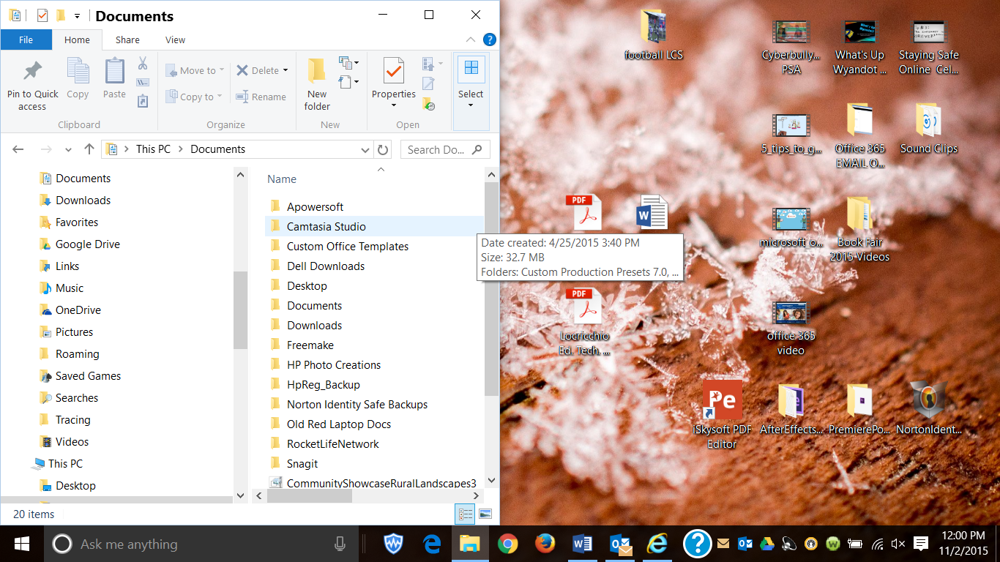 Documents
File
Home
Share
View
Pin to Quick
access
Copy
Paste
Clipboard
Move to
Copy to
Delete
Rename
Organize
New
folder
New
Properties
Open
Select
This PC
Documents
Search Do...
Documents
Downloads
Favorites
Google Drive
Links
Music
OneDrive
Pictures
Roaming
Saved Games
Searches
Tracing
Videos
This PC
Desktop
Name
Apowersoft
Camtasia Studio
Custom Office Templates
Dell Downloads
Desktop
Documents
Downloads
Freemake
HP Photo Creations
HpReg_Backup
Norton Identity Safe Backups
Old Red Laptop Docs
RocketLifeNetwork
Snagit
CommunityShowcaseRuralLandscapes3
20 items
Date created: 4/25/2015 3:40 PM
Size: 32.7 MB
Folders: Custom Production Presets 7.0, ...
football LCS
Cyberbully...
PSA
What's Up
Wyandot ...
Staying Safe
Online Cel...
5_tips_to_g...
Office 365
EMAIL O...
Sound Clips
PDF
W
microsoft_o...
Book Fair
2015 Videos
PDF
Locricchio
Ed. Tech. ...
office 365
video
Pe
iSkysoft PDF
Editor
AfterEffects...
PremierePo...
NortonIdent...
Ask me anything
12:00 PM
11/2/2015